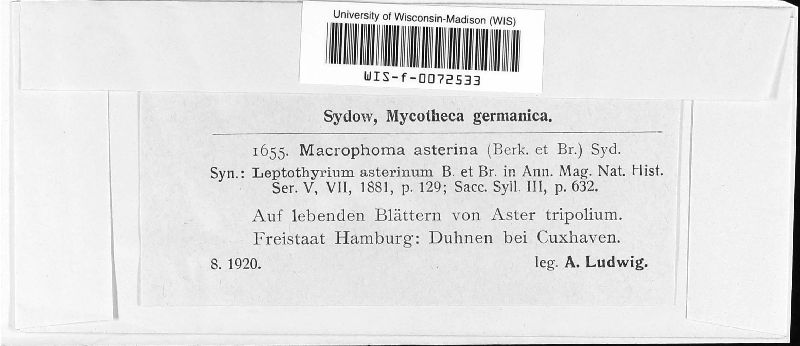 University of Wisconsin-Madison (WIS)
WIS-f-0072533
Sydow, Mycotheca germanica.
1655. Macrophoma asterina (Berk. et Br.) Syd.
Syn.: Leptothyrium asterinum B. et Br. in Ann. Mag. Nat. Hist.
Ser. V, VII, 1881, p. 129; Sacc. Syll. III, p. 632.
Auf lebenden Blättern von Aster tripolium.
Freistaat Hamburg: Duhnen bei Cuxhaven.
8. 1920. leg. A. Ludwig.